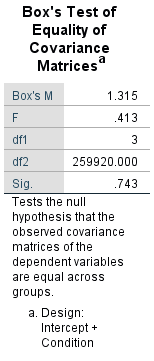 Box's Test of
Equality of
Covariance
Matricesᵃ
Box's M 1.315
F .413
df1 3
df2 259920.000
Sig. .743
Tests the null
hypothesis that the
observed covariance
matrices of the
dependent variables
are equal across
groups.
a. Design:
Intercept +
Condition